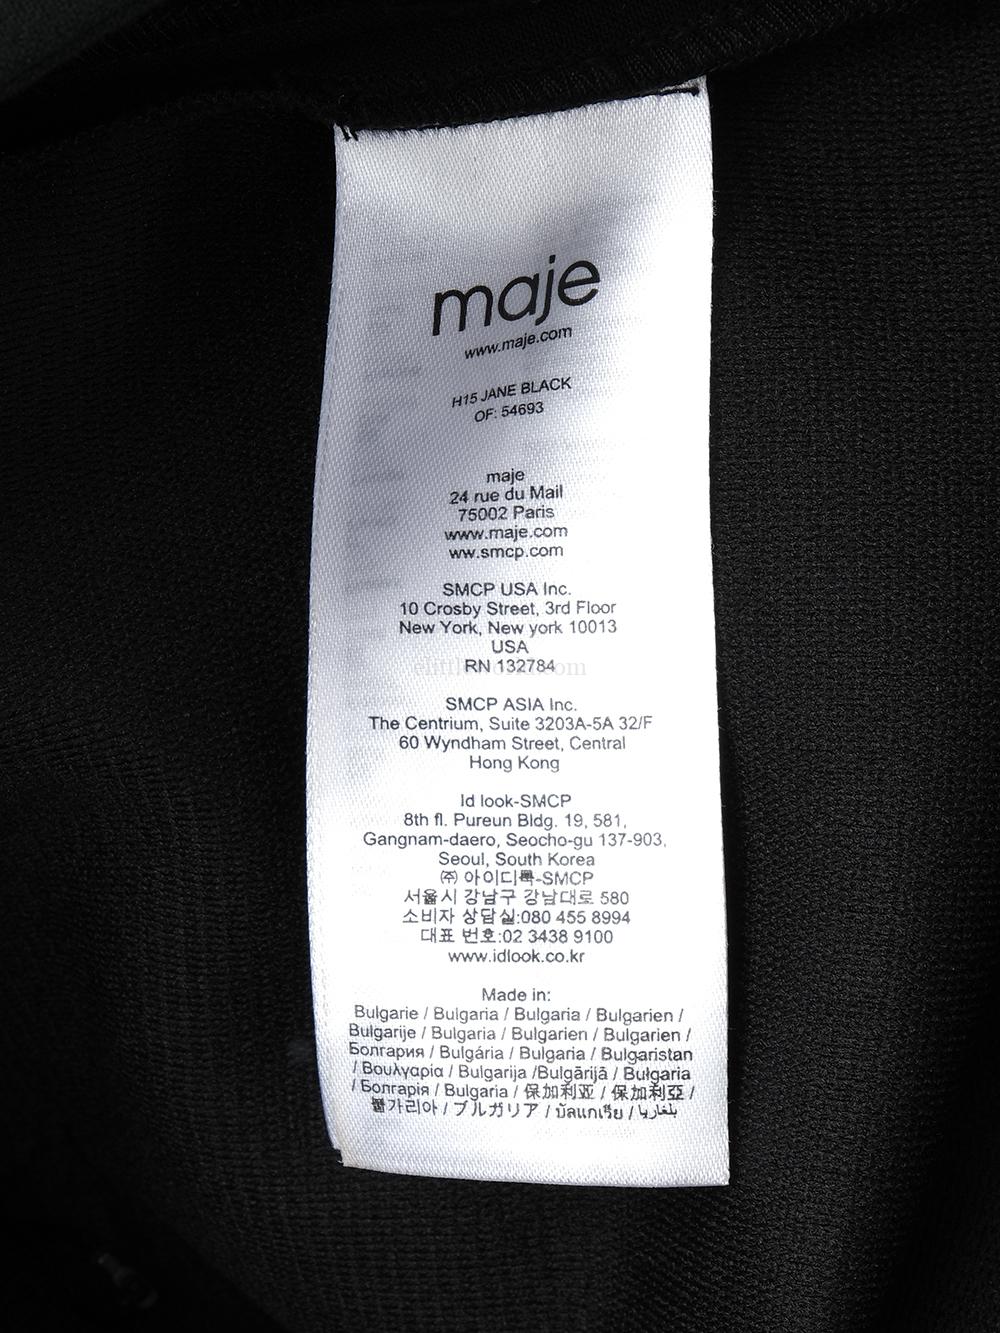 maje
www.maje.com
H15 JANE BLACK
OF: 54693
maje
24 rue du Mail
75002 Paris
www.maje.com
ww.smcp.com
SMCP USA Inc.
10 Crosby Street, 3rd Floor
New York, New york 10013
USA
RN 132784
elittleworld.com
SMCP ASIA Inc.
The Centrium, Suite 3203A-5A 32/F
60 Wyndham Street, Central
Hong Kong
Id look-SMCP
8th fl. Pureun Bldg. 19, 581,
Gangnam-daero, Seocho-gu 137-903,
Seoul, South Korea
㈜ 아이디룩-SMCP
서울시 강남구 강남대로 580
소비자 상담실:080 455 8994
대표 번호:02 3438 9100
www.idlook.co.kr
Made in:
Bulgarie / Bulgaria / Bulgaria / Bulgarien /
Bulgarije / Bulgaria / Bulgarien / Bulgarien /
Болгария / Bulgária / Bulgaria / Bulgaristan
/ Βουλγαρία / Bulgarija /Bulgārijā / Bułgaria
/ Болгарія / Bulgaria / 保加利亚 / 保加利亞 /
불가리아 / ブルガリア / บัลแกเรีย / بلغاريا